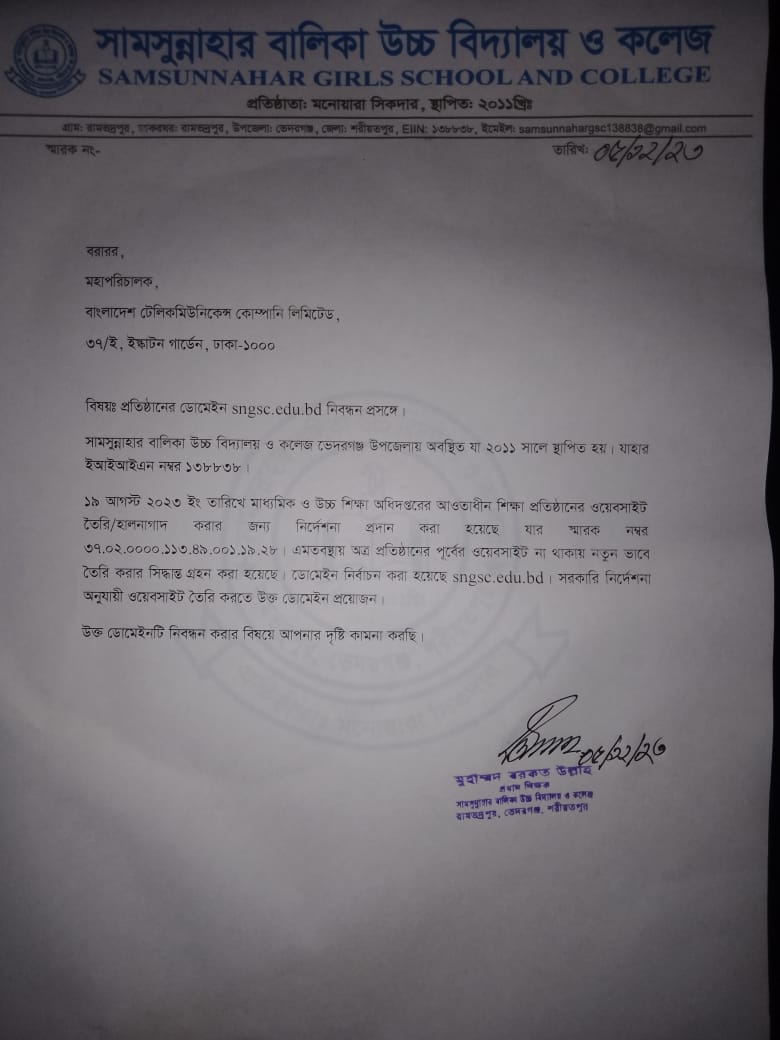 সামসুন্নাহার বালিকা উচ্চ বিদ্যালয় ও কলেজ
SAMSUNNAHAR GIRLS SCHOOL AND COLLEGE
প্রতিষ্ঠাতা: মনোয়ারা সিকদার, স্থাপিত: ২০১১খ্রিঃ
গ্রাম: রামভদ্রপুর, ডাকঘর: রামভদ্রপুর, উপজেলা: ভেদরগঞ্জ, জেলা: শরীয়তপুর, EIIN: ১৩৮৮৩৮, ইমেইল: samsunnahargsc138838@gmail.com
স্মারক নং-
তারিখ: ০৫/১২/২৩
বরাবর,
মহাপরিচালক,
বাংলাদেশ টেলিকমিউনিকেন্স কোম্পানি লিমিটেড,
৩৭/ই, ইস্কাটন গার্ডেন, ঢাকা-১০০০
বিষয়ঃ প্রতিষ্ঠানের ডোমেইন sngsc.edu.bd নিবন্ধন প্রসঙ্গে।
সামসুন্নাহার বালিকা উচ্চ বিদ্যালয় ও কলেজ ভেদরগঞ্জ উপজেলায় অবস্থিত যা ২০১১ সালে স্থাপিত হয়। যাহার
ইআইআইএন নম্বর ১৩৮৮৩৮।
১৯ আগস্ট ২০২৩ ইং তারিখে মাধ্যমিক ও উচ্চ শিক্ষা অধিদপ্তরের আওতাধীন শিক্ষা প্রতিষ্ঠানের ওয়েবসাইট
তৈরি/হালনাগাদ করার জন্য নির্দেশনা প্রদান করা হয়েছে যার স্মারক নম্বর
৩৭.০২.০০০০.১১৩.৪৯.০০১.১৯.২৮। এমতবস্থায় অত্র প্রতিষ্ঠানের পূর্বের ওয়েবসাইট না থাকায় নতুন ভাবে
তৈরি করার সিদ্ধান্ত গ্রহন করা হয়েছে। ডোমেইন নির্বাচন করা হয়েছে sngsc.edu.bd। সরকারি নির্দেশনা
অনুযায়ী ওয়েবসাইট তৈরি করতে উক্ত ডোমেইন প্রয়োজন।
উক্ত ডোমেইনটি নিবন্ধন করার বিষয়ে আপনার দৃষ্টি কামনা করছি।
০৫/১২/২৩
মুহাম্মদ বরকত উল্লাহ
প্রধান শিক্ষক
সামসুন্নাহার বালিকা উচ্চ বিদ্যালয় ও কলেজ
রামভদ্রপুর, ভেদরগঞ্জ, শরীয়তপুর